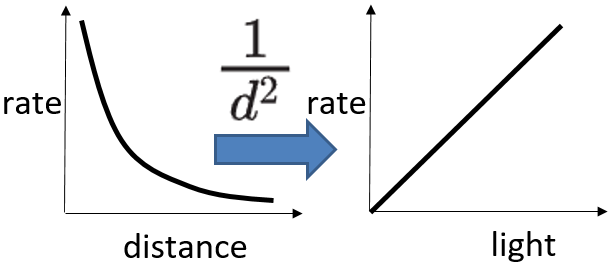 rate
distance
1
d²
rate
light